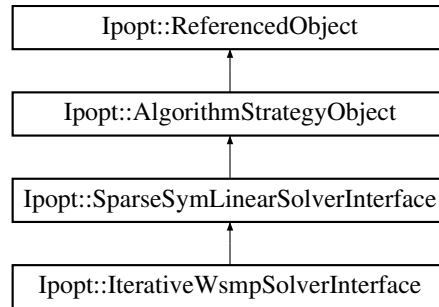 Ipopt::ReferencedObject
Ipopt::AlgorithmStrategyObject
Ipopt::SparseSymLinearSolverInterface
Ipopt::IterativeWsmpSolverInterface